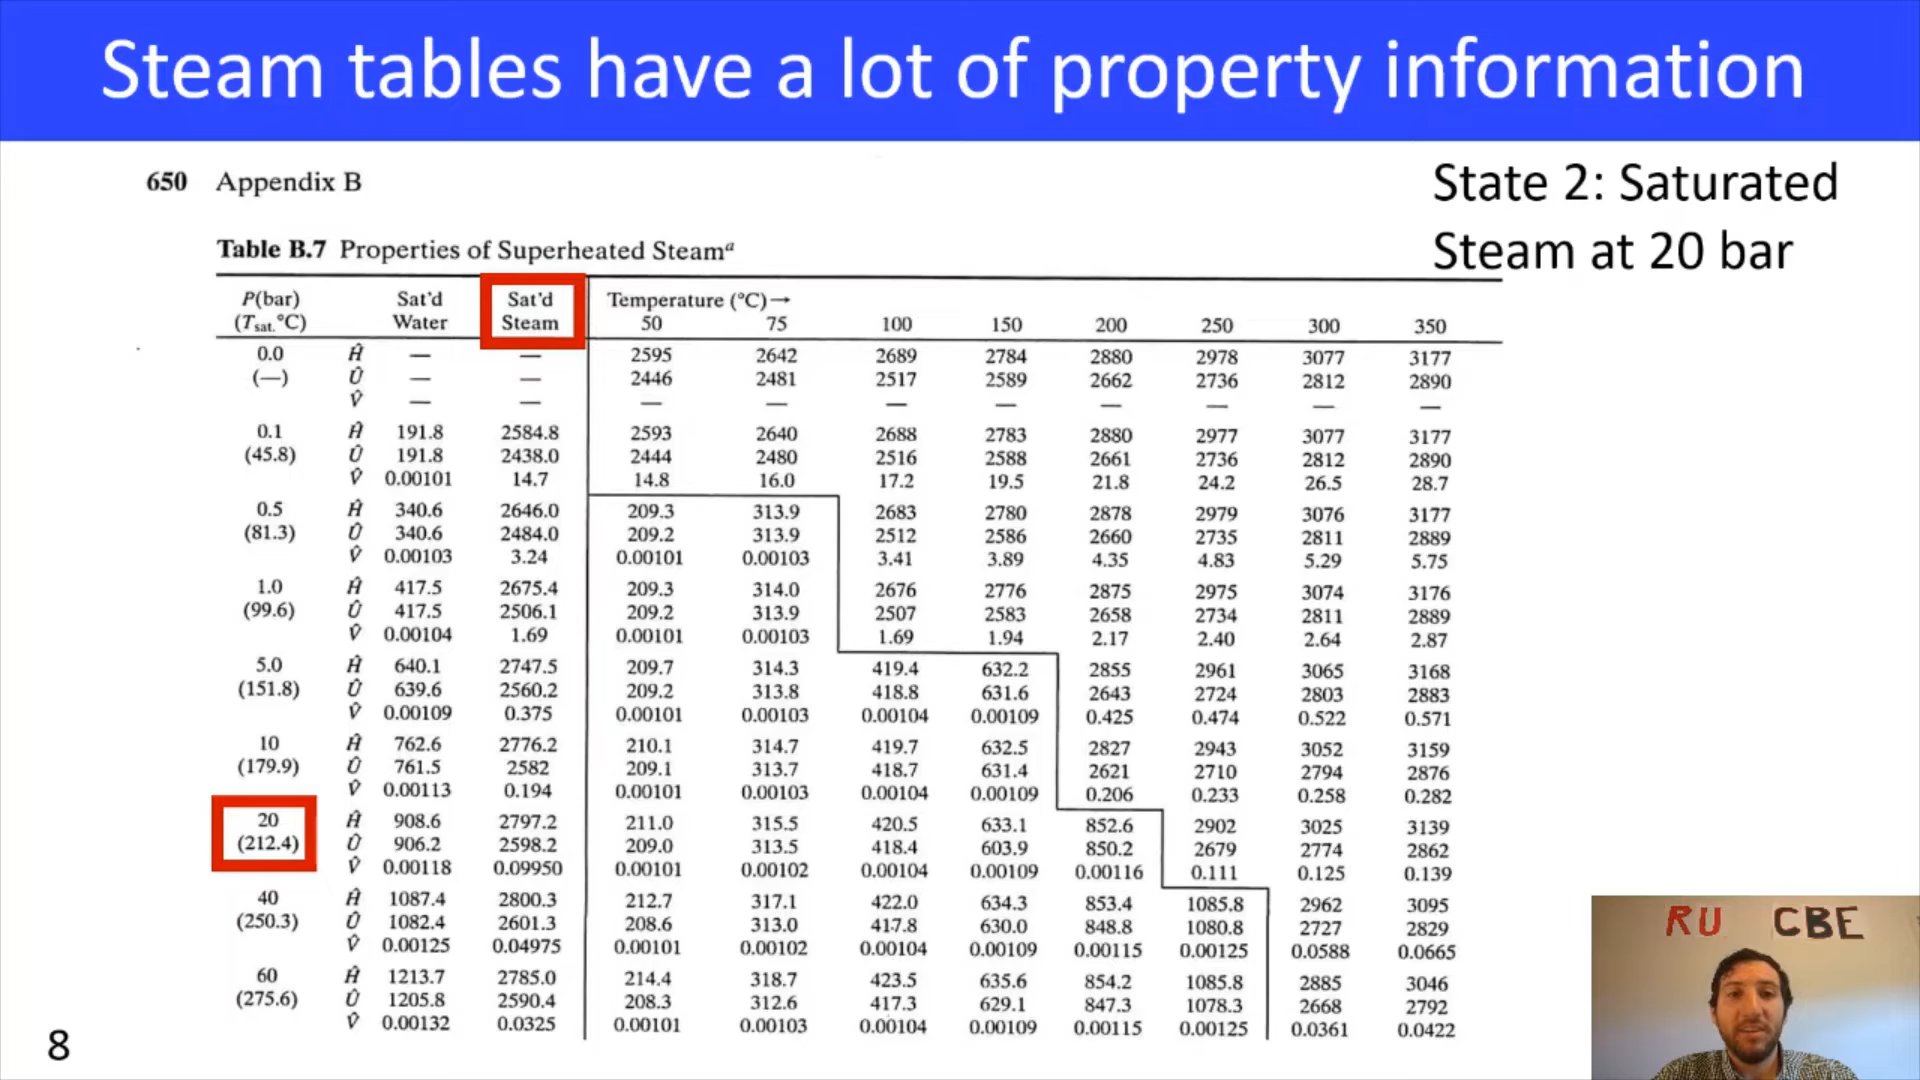 Steam tables have a lot of property information
650 Appendix B
State 2: Saturated
Steam at 20 bar
Table B.7 Properties of Superheated Steamᵃ
P(bar) Sat'd Sat'd Temperature (°C)→
(Tsat. °C) Water Steam 50 75 100 150 200 250 300 350
0.0 Ĥ — — 2595 2642 2689 2784 2880 2978 3077 3177
(—) Û — — 2446 2481 2517 2589 2662 2736 2812 2890
V̂ — — — — — — — — — —
0.1 Ĥ 191.8 2584.8 2593 2640 2688 2783 2880 2977 3077 3177
(45.8) Û 191.8 2438.0 2444 2480 2516 2588 2661 2736 2812 2890
V̂ 0.00101 14.7 14.8 16.0 17.2 19.5 21.8 24.2 26.5 28.7
0.5 Ĥ 340.6 2646.0 209.3 313.9 2683 2780 2878 2979 3076 3177
(81.3) Û 340.6 2484.0 209.2 313.9 2512 2586 2660 2735 2811 2889
V̂ 0.00103 3.24 0.00101 0.00103 3.41 3.89 4.35 4.83 5.29 5.75
1.0 Ĥ 417.5 2675.4 209.3 314.0 2676 2776 2875 2975 3074 3176
(99.6) Û 417.5 2506.1 209.2 313.9 2507 2583 2658 2734 2811 2889
V̂ 0.00104 1.69 0.00101 0.00103 1.69 1.94 2.17 2.40 2.64 2.87
5.0 Ĥ 640.1 2747.5 209.7 314.3 419.4 632.2 2855 2961 3065 3168
(151.8) Û 639.6 2560.2 209.2 313.8 418.8 631.6 2643 2724 2803 2883
V̂ 0.00109 0.375 0.00101 0.00103 0.00104 0.00109 0.425 0.474 0.522 0.571
10 Ĥ 762.6 2776.2 210.1 314.7 419.7 632.5 2827 2943 3052 3159
(179.9) Û 761.5 2582 209.1 313.7 418.7 631.4 2621 2710 2794 2876
V̂ 0.00113 0.194 0.00101 0.00103 0.00104 0.00109 0.206 0.233 0.258 0.282
20 Ĥ 908.6 2797.2 211.0 315.5 420.5 633.1 852.6 2902 3025 3139
(212.4) Û 906.2 2598.2 209.0 313.5 418.4 603.9 850.2 2679 2774 2862
V̂ 0.00118 0.09950 0.00101 0.00102 0.00104 0.00109 0.00116 0.111 0.125 0.139
40 Ĥ 1087.4 2800.3 212.7 317.1 422.0 634.3 853.4 1085.8 2962 3095
(250.3) Û 1082.4 2601.3 208.6 313.0 417.8 630.0 848.8 1080.8 2727 2829
V̂ 0.00125 0.04975 0.00101 0.00102 0.00104 0.00109 0.00115 0.00125 0.0588 0.0665
60 Ĥ 1213.7 2785.0 214.4 318.7 423.5 635.6 854.2 1085.8 2885 3046
(275.6) Û 1205.8 2590.4 208.3 312.6 417.3 629.1 847.3 1078.3 2668 2792
V̂ 0.00132 0.0325 0.00101 0.00103 0.00104 0.00109 0.00115 0.00125 0.0361 0.0422
8
RU CBE